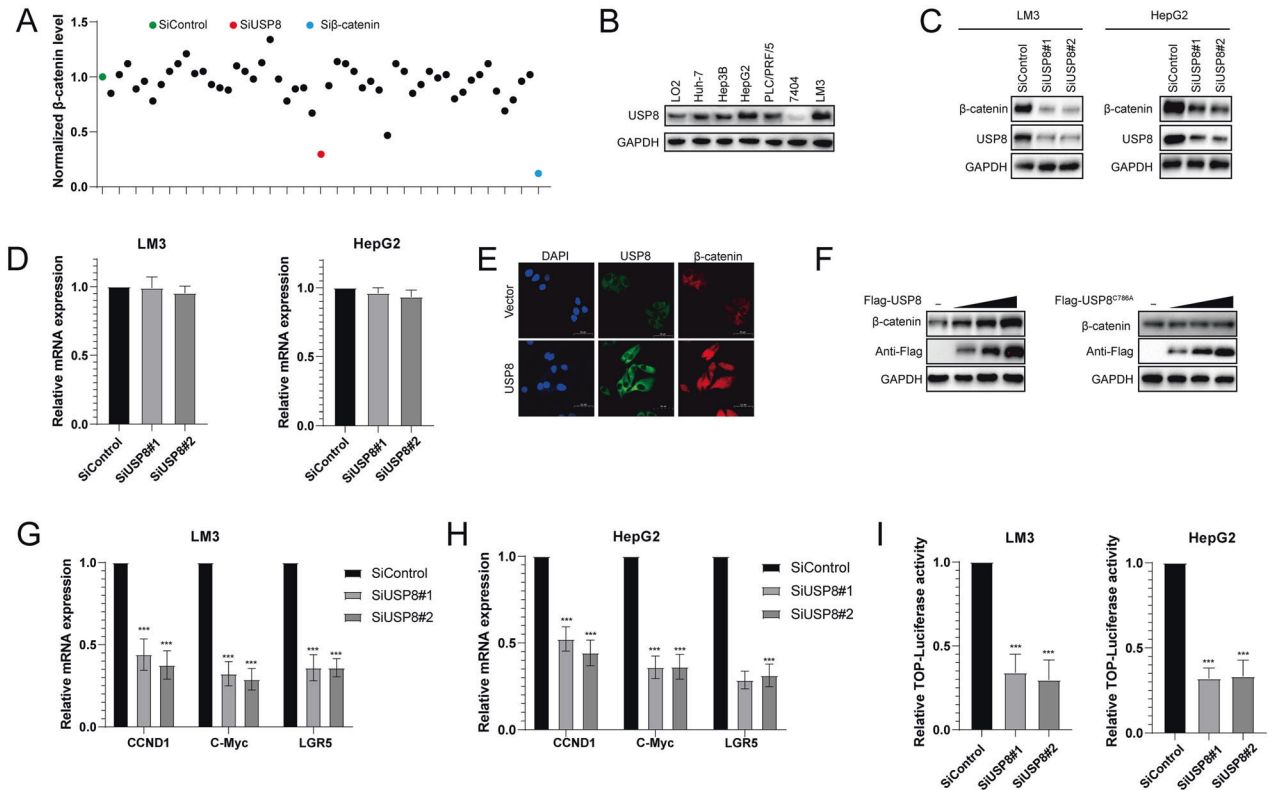 A
SiControl
SiUSP8
Siβ-catenin
Normalized β-catenin level
1.5
1.0
0.5
0.0
B
LO2
Huh-7
Hep3B
HepG2
PLC/PRF/5
7404
LM3
USP8
GAPDH
C
LM3
HepG2
SiControl
SiUSP8#1
SiUSP8#2
SiControl
SiUSP8#1
SiUSP8#2
β-catenin
USP8
GAPDH
β-catenin
USP8
GAPDH
D
LM3
Relative mRNA expression
1.0
0.5
0.0
SiControl
SiUSP8#1
SiUSP8#2
HepG2
Relative mRNA expression
1.0
0.5
0.0
SiControl
SiUSP8#1
SiUSP8#2
E
DAPI
USP8
β-catenin
Vector
USP8
F
Flag-USP8
–
β-catenin
Anti-Flag
GAPDH
Flag-USP8C786A
–
β-catenin
Anti-Flag
GAPDH
G
LM3
Relative mRNA expression
1.0
0.5
0.0
*** ***
*** ***
*** ***
CCND1
C-Myc
LGR5
SiControl
SiUSP8#1
SiUSP8#2
H
HepG2
Relative mRNA expression
1.0
0.5
0.0
*** ***
*** ***
***
CCND1
C-Myc
LGR5
SiControl
SiUSP8#1
SiUSP8#2
I
LM3
Relative TOP-Luciferase activity
1.0
0.5
0.0
*** ***
SiControl
SiUSP8#1
SiUSP8#2
HepG2
Relative TOP-Luciferase activity
1.0
0.5
0.0
*** ***
SiControl
SiUSP8#1
SiUSP8#2